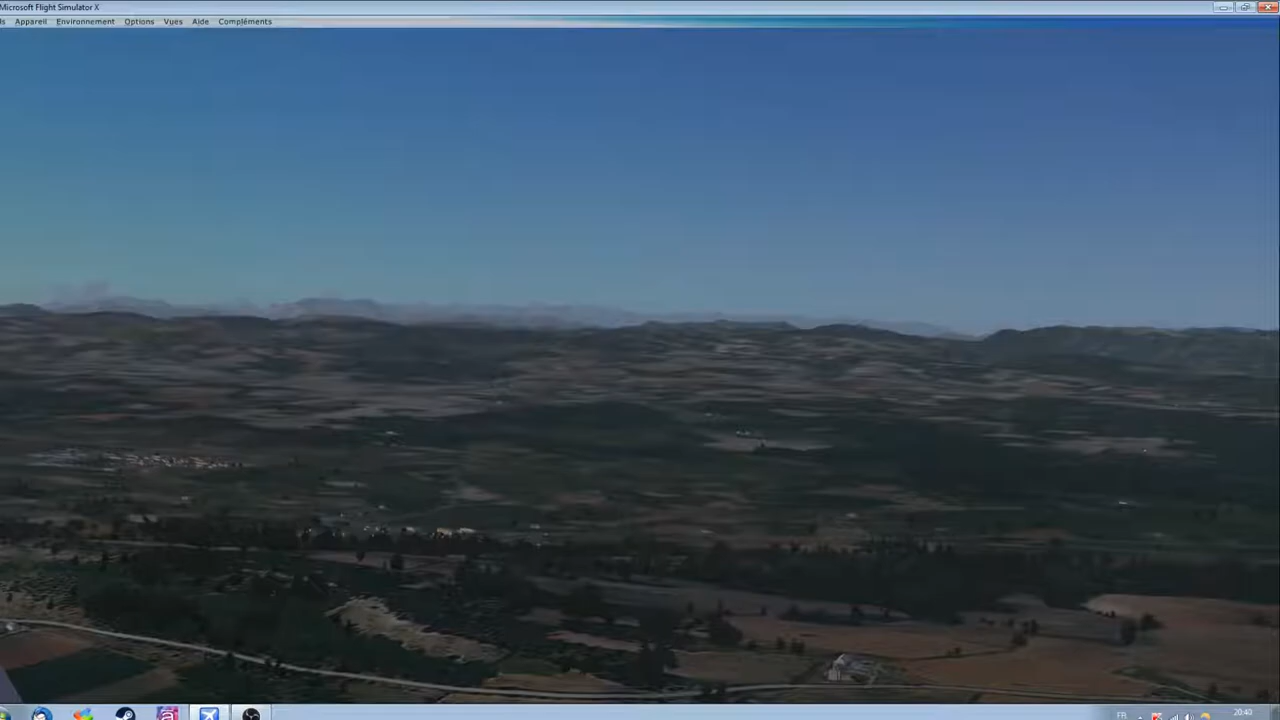 Microsoft Flight Simulator X
Appareil Environnement Options Vues Aide Compléments
FR 20:40